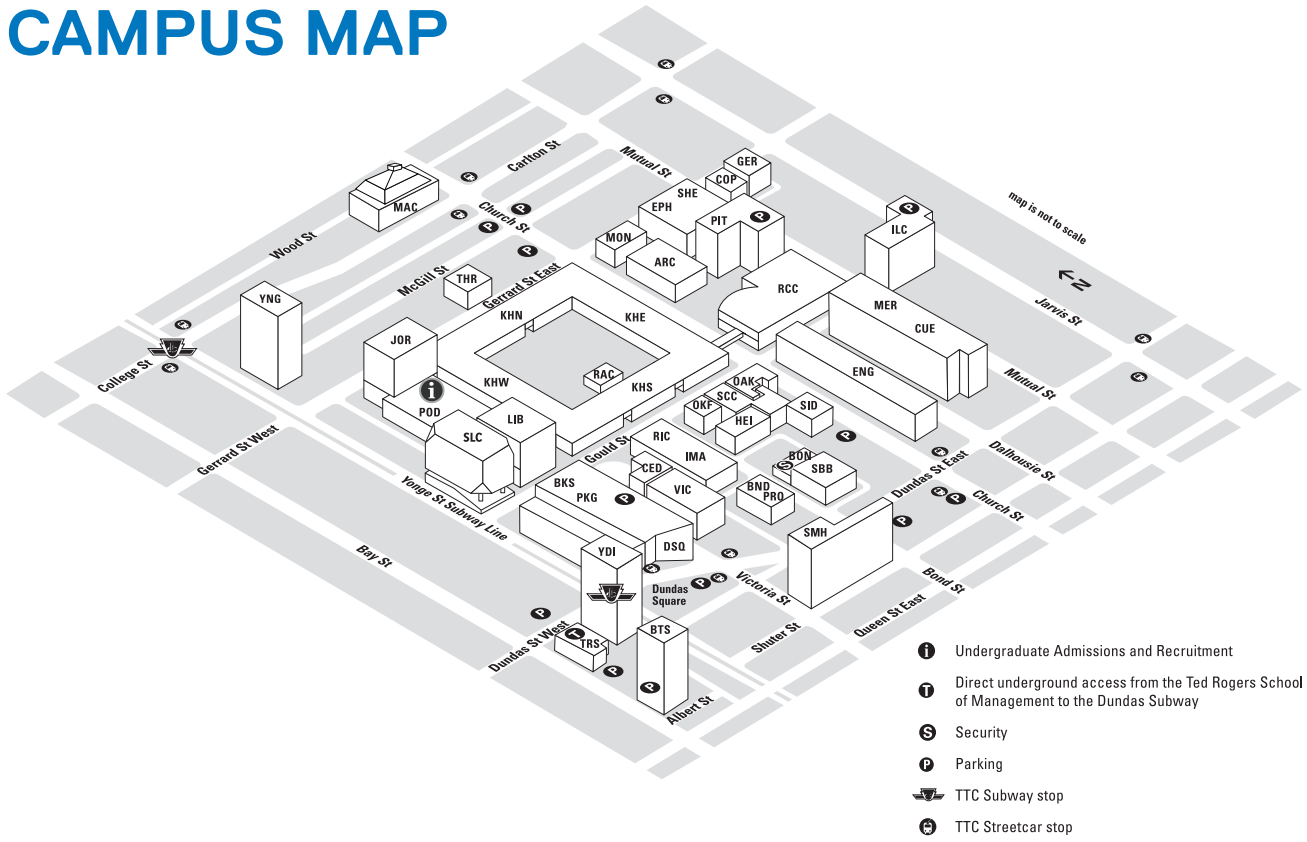 CAMPUS MAP
Carlton St
Mutual St
GER
COP
SHE
EPH
PIT
P
MAC
P
Church St
P
P
ILC
map is not to scale
Wood St
MON
ARC
N
McGill St
THR
Gerrard St East
RCC
YNG
KHN
KHE
MER
Jarvis St
CUE
JOR
College St
RAC
ENG
KHW
KHS
OAK
Mutual St
i
POD
SCC
OKF
SID
LIB
HEI
SLC
RIC
P
Gould St
IMA
BON
Dalhousie St
Gerrard St West
CED
S
SBB
Dundas St East
BKS
PKG
P
VIC
BND
PRO
P
Church St
Yonge St Subway Line
P
SMH
YDI
DSQ
Bay St
Dundas
Square
P
Victoria St
Bond St
P
Queen St East
Dundas St West
T
TRS
BTS
Shuter St
P
P
Albert St
i Undergraduate Admissions and Recruitment
T Direct underground access from the Ted Rogers School
of Management to the Dundas Subway
S Security
P Parking
TTC Subway stop
TTC Streetcar stop